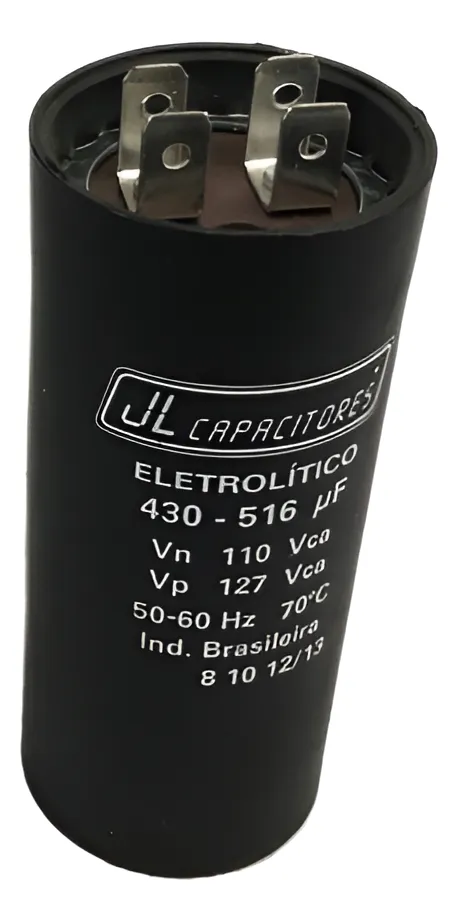 JL CAPACITORES
ELETROLÍTICO
430 - 516 µF
Vn 110 Vca
Vp 127 Vca
50-60 Hz 70°C
Ind. Brasileira
8 10 12/13